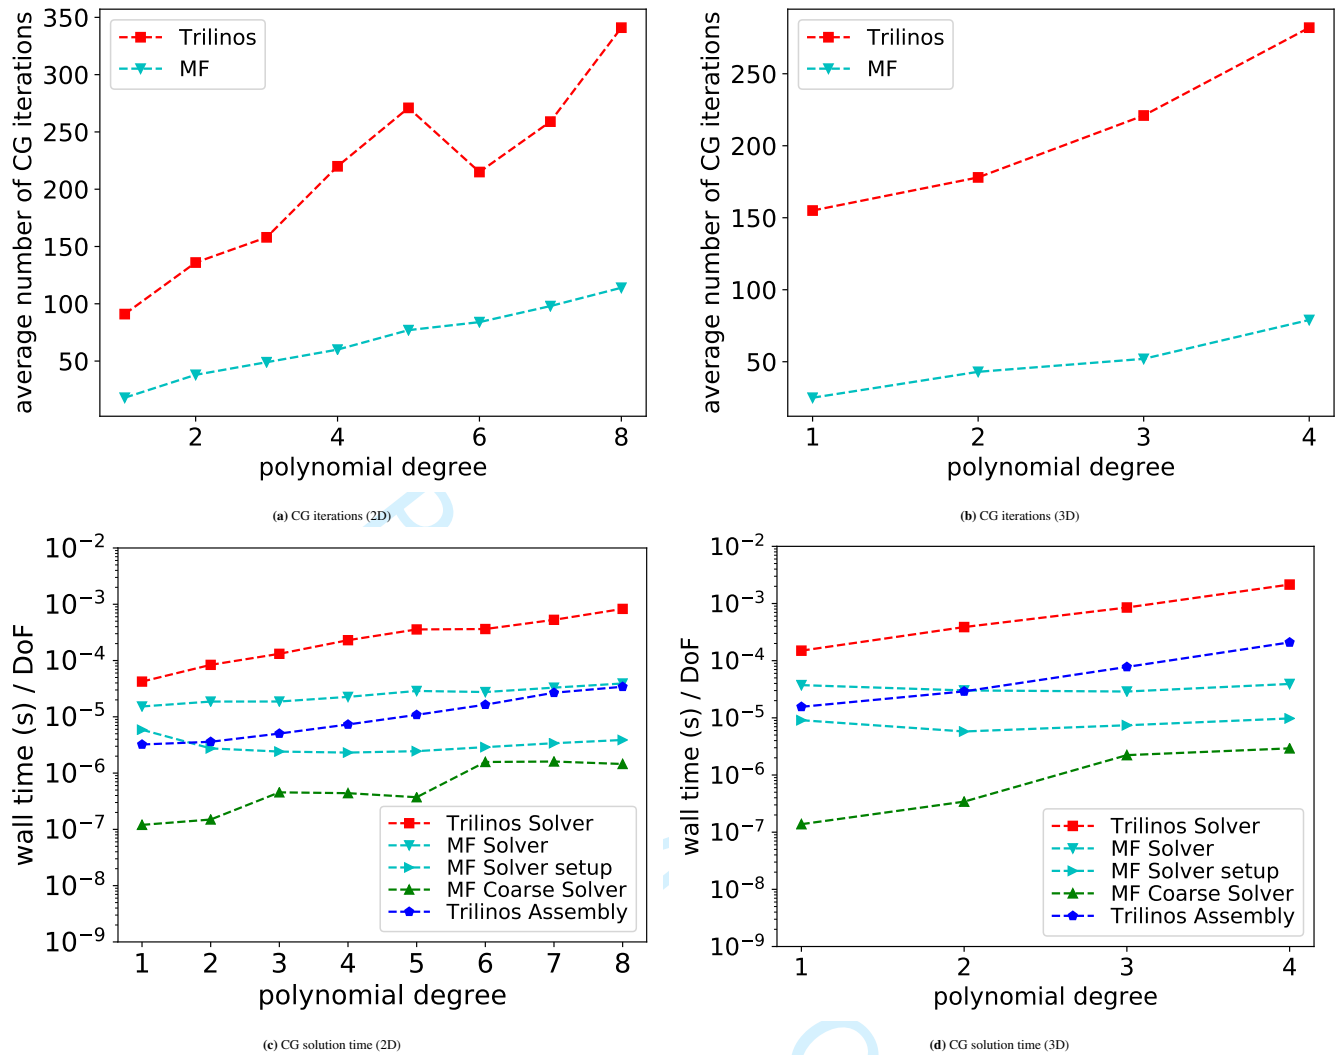 350
300
250
200
150
100
50
average number of CG iterations
Trilinos
MF
2
4
6
8
polynomial degree
(a) CG iterations (2D)
250
200
150
100
50
average number of CG iterations
Trilinos
MF
1
2
3
4
polynomial degree
(b) CG iterations (3D)
10−2
10−3
10−4
10−5
10−6
10−7
10−8
10−9
wall time (s) / DoF
Trilinos Solver
MF Solver
MF Solver setup
MF Coarse Solver
Trilinos Assembly
1 2 3 4 5 6 7 8
polynomial degree
(c) CG solution time (2D)
10−2
10−3
10−4
10−5
10−6
10−7
10−8
10−9
wall time (s) / DoF
Trilinos Solver
MF Solver
MF Solver setup
MF Coarse Solver
Trilinos Assembly
1 2 3 4
polynomial degree
(d) CG solution time (3D)